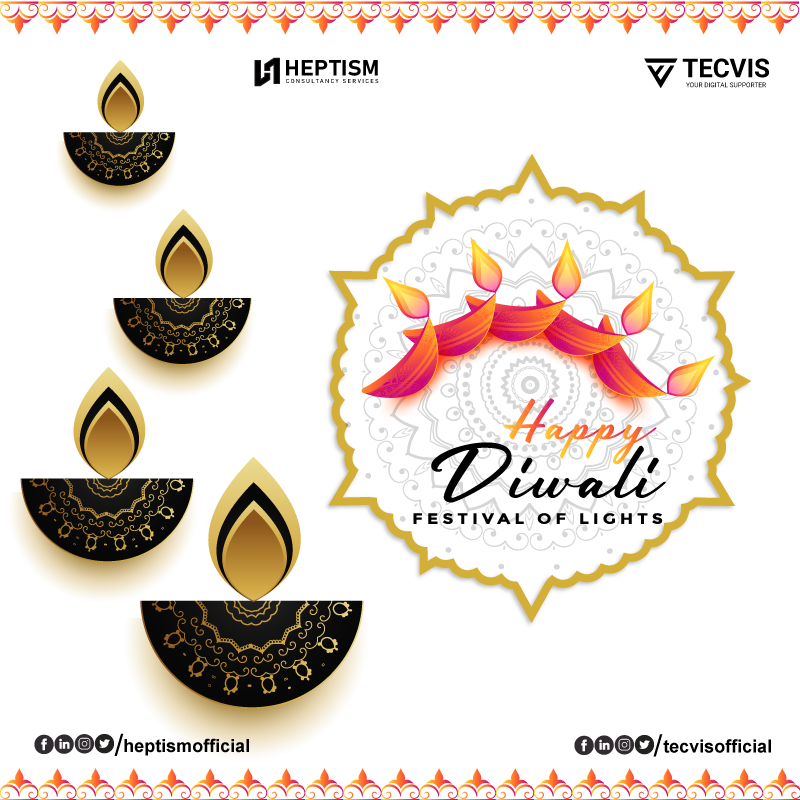 HEPTISM
CONSULTANCY SERVICES
TECVIS
YOUR DIGITAL SUPPORTER
Happy
Diwali
FESTIVAL OF LIGHTS
/heptismofficial
/tecvisofficial